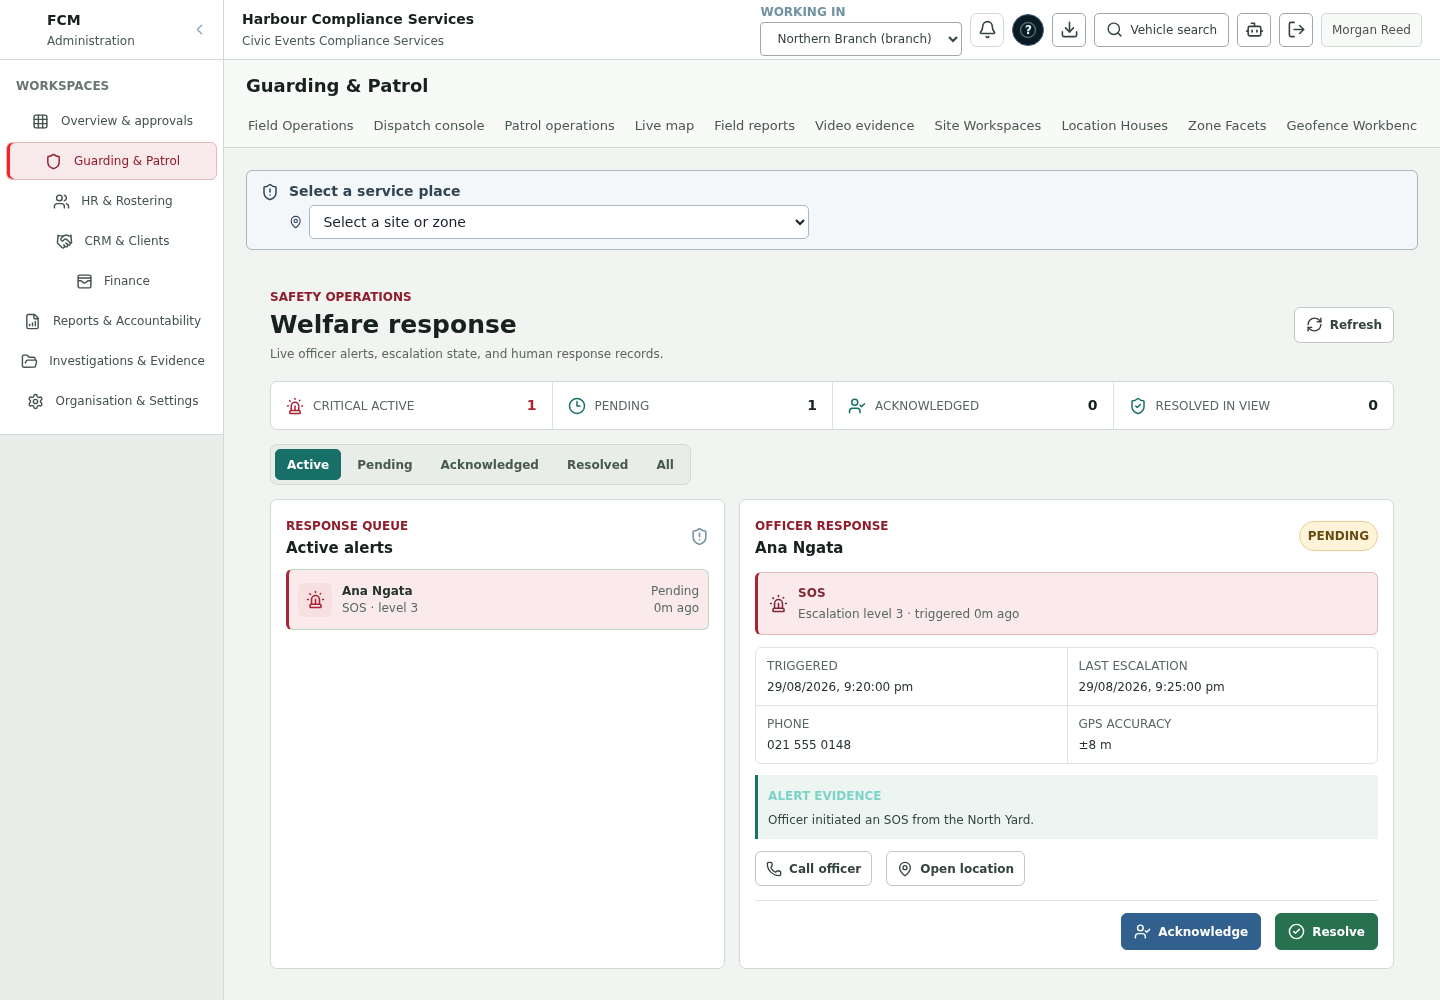 FCM
Administration
WORKSPACES
Overview & approvals
Guarding & Patrol
HR & Rostering
CRM & Clients
Finance
Reports & Accountability
Investigations & Evidence
Organisation & Settings
Harbour Compliance Services
Civic Events Compliance Services
WORKING IN
Northern Branch (branch)
?
Vehicle search
Morgan Reed
Guarding & Patrol
Field Operations
Dispatch console
Patrol operations
Live map
Field reports
Video evidence
Site Workspaces
Location Houses
Zone Facets
Geofence Workbenc
Select a service place
Select a site or zone
SAFETY OPERATIONS
Welfare response
Live officer alerts, escalation state, and human response records.
Refresh
CRITICAL ACTIVE 1
PENDING 1
ACKNOWLEDGED 0
RESOLVED IN VIEW 0
Active
Pending
Acknowledged
Resolved
All
RESPONSE QUEUE
Active alerts
Ana Ngata
SOS · level 3
Pending
0m ago
OFFICER RESPONSE
Ana Ngata
PENDING
SOS
Escalation level 3 · triggered 0m ago
TRIGGERED
29/08/2026, 9:20:00 pm
LAST ESCALATION
29/08/2026, 9:25:00 pm
PHONE
021 555 0148
GPS ACCURACY
±8 m
ALERT EVIDENCE
Officer initiated an SOS from the North Yard.
Call officer
Open location
Acknowledge
Resolve